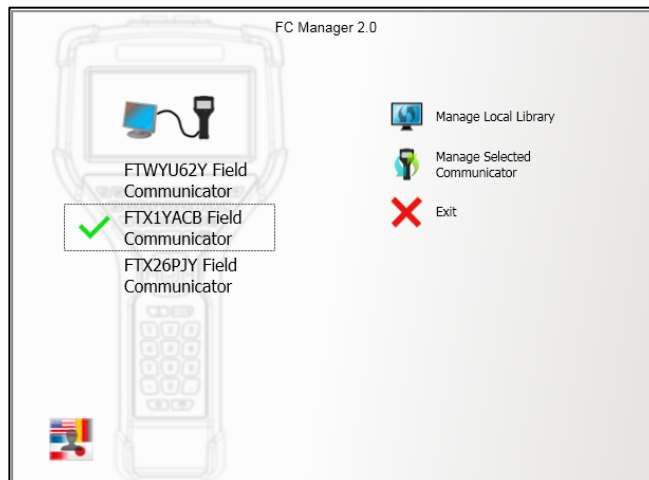 FC Manager 2.0
FTWYU62Y Field
Communicator
FTX1YACB Field
Communicator
FTX26PJY Field
Communicator
Manage Local Library
Manage Selected
Communicator
Exit